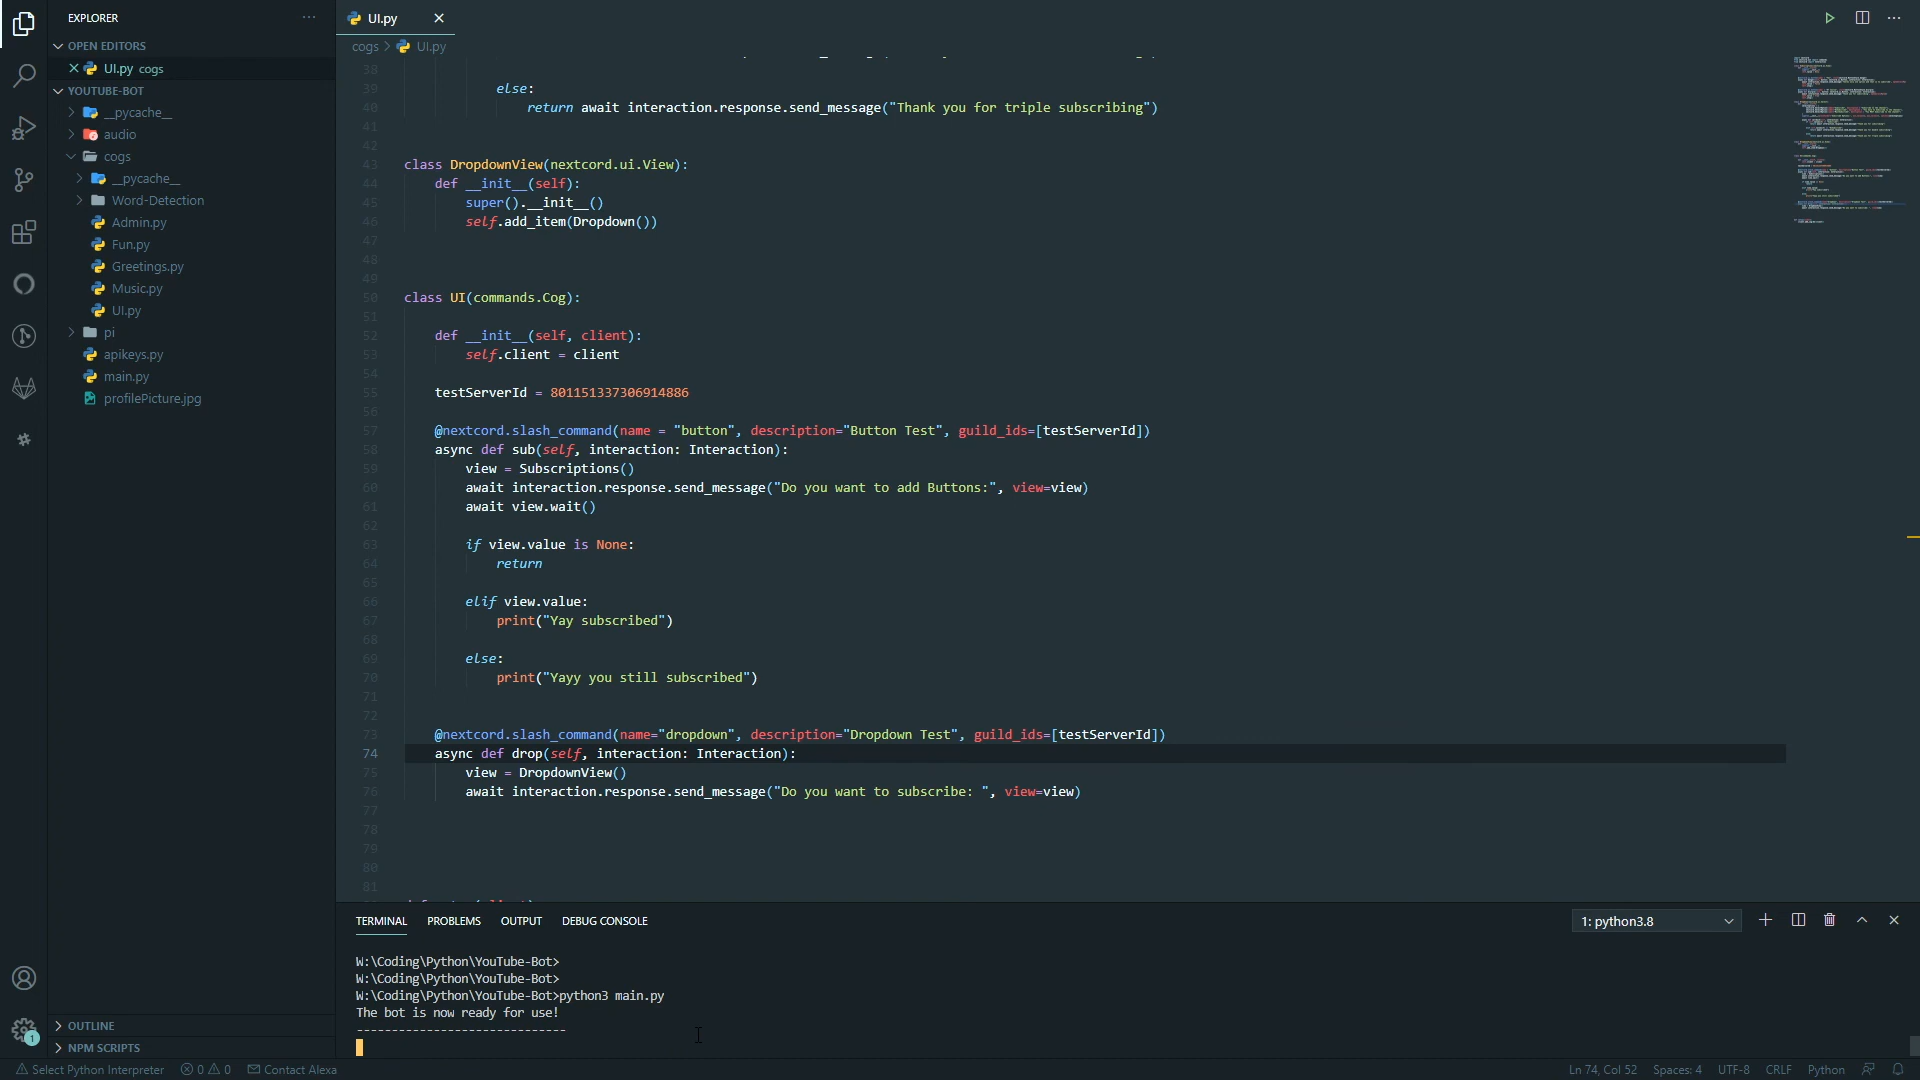 EXPLORER
OPEN EDITORS
UI.py cogs
YOUTUBE-BOT
__pycache__
audio
cogs
__pycache__
Word-Detection
Admin.py
Fun.py
Greetings.py
Music.py
UI.py
pi
apikeys.py
main.py
profilePicture.jpg
OUTLINE
NPM SCRIPTS
UI.py
cogs > UI.py
38
39 else:
40 return await interaction.response.send_message("Thank you for triple subscribing")
41
42
43 class DropdownView(nextcord.ui.View):
44 def __init__(self):
45 super().__init__()
46 self.add_item(Dropdown())
47
48
49
50 class UI(commands.Cog):
51
52 def __init__(self, client):
53 self.client = client
54
55 testServerId = 801151337306914886
56
57 @nextcord.slash_command(name = "button", description="Button Test", guild_ids=[testServerId])
58 async def sub(self, interaction: Interaction):
59 view = Subscriptions()
60 await interaction.response.send_message("Do you want to add Buttons:", view=view)
61 await view.wait()
62
63 if view.value is None:
64 return
65
66 elif view.value:
67 print("Yay subscribed")
68
69 else:
70 print("Yayy you still subscribed")
71
72
73 @nextcord.slash_command(name="dropdown", description="Dropdown Test", guild_ids=[testServerId])
74 async def drop(self, interaction: Interaction):
75 view = DropdownView()
76 await interaction.response.send_message("Do you want to subscribe: ", view=view)
77
78
79
80
81
TERMINAL PROBLEMS OUTPUT DEBUG CONSOLE
1: python3.8
W:\Coding\Python\YouTube-Bot>
W:\Coding\Python\YouTube-Bot>
W:\Coding\Python\YouTube-Bot>python3 main.py
The bot is now ready for use!
------------------------------
1
Select Python Interpreter 0 0 Contact Alexa
Ln 74, Col 52 Spaces: 4 UTF-8 CRLF Python